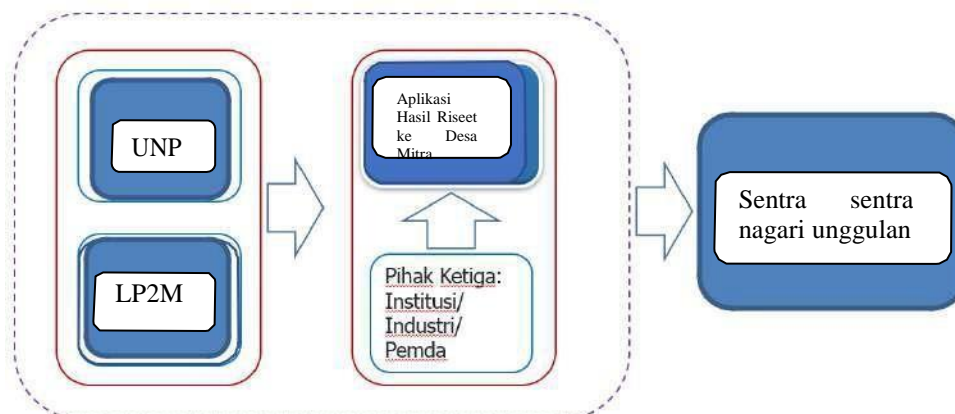 UNP
LP2M
Aplikasi
Hasil Riseet
ke Desa
Mitra
Pihak Ketiga:
Institusi/
Industri/
Pemda
Sentra sentra
nagari unggulan